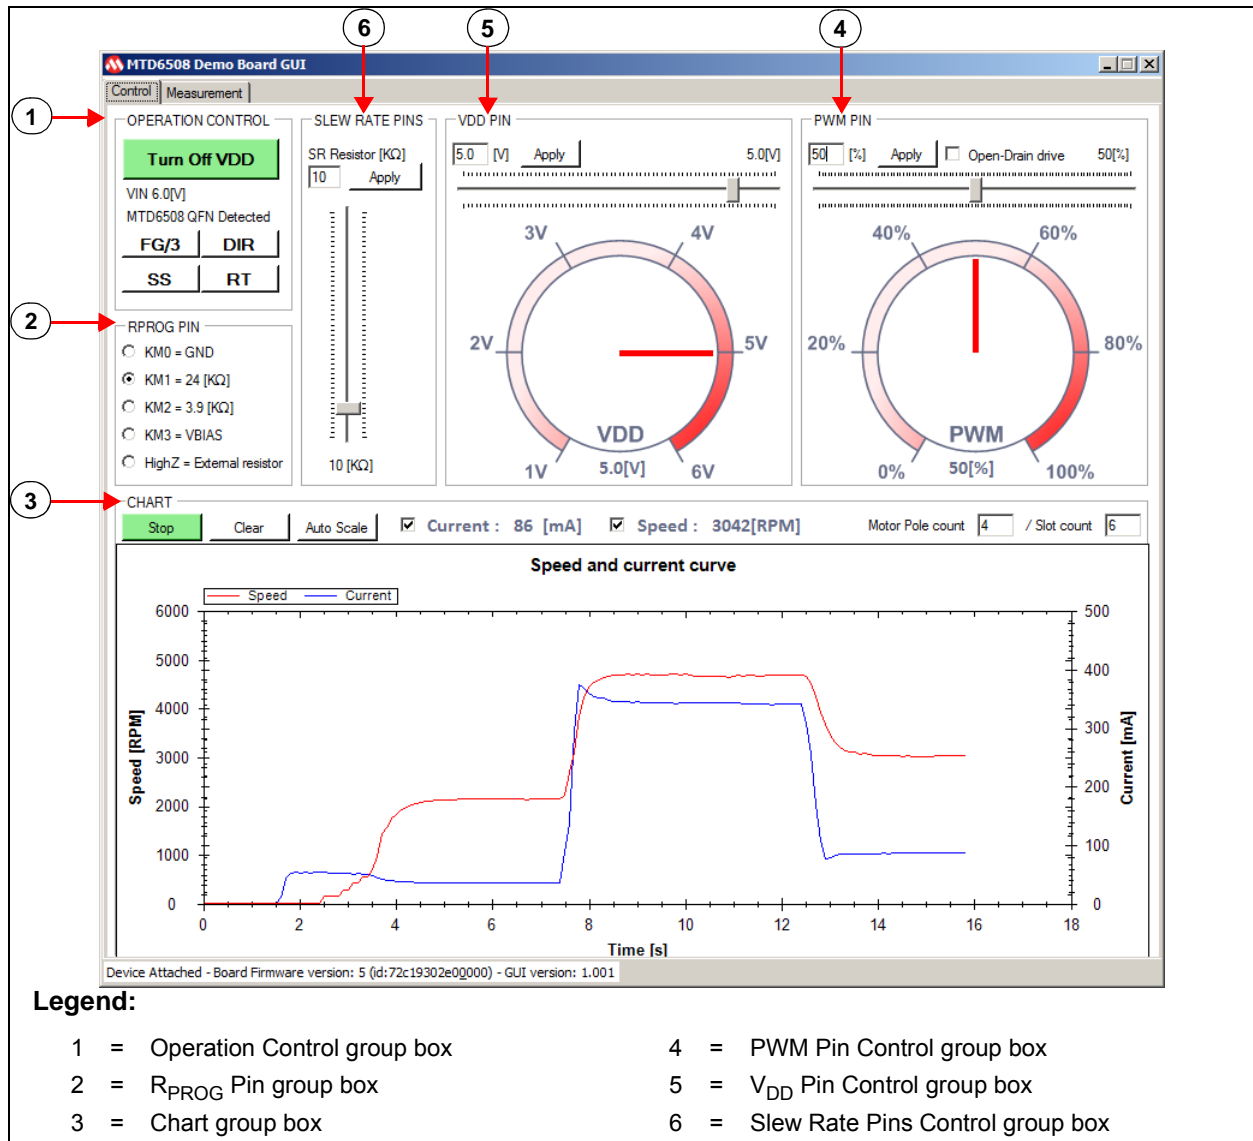 6 5 4
MTD6508 Demo Board GUI
Control Measurement
1
OPERATION CONTROL
Turn Off VDD
VIN 6.0[V]
MTD6508 QFN Detected
FG/3 DIR
SS RT
2
RPROG PIN
KM0 = GND
KM1 = 24 [KΩ]
KM2 = 3.9 [KΩ]
KM3 = VBIAS
HighZ = External resistor
SLEW RATE PINS
SR Resistor [KΩ]
10 Apply
10 [KΩ]
VDD PIN
5.0 [V] Apply 5.0[V]
3V 4V
2V 5V
VDD
1V 5.0[V] 6V
PWM PIN
50 [%] Apply Open-Drain drive 50[%]
40% 60%
20% 80%
PWM
0% 50[%] 100%
3
CHART
Stop Clear Auto Scale Current : 86 [mA] Speed : 3042[RPM] Motor Pole count 4 / Slot count 6
Speed and current curve
Speed Current
6000 500
5000 400
4000 300
3000 200
2000 100
1000 0
0
Speed [RPM]
Current [mA]
0 2 4 6 8 10 12 14 16 18
Time [s]
Device Attached - Board Firmware version: 5 (id:72c19302e00000) - GUI version: 1.001
Legend:
1 = Operation Control group box 4 = PWM Pin Control group box
2 = RPROG Pin group box 5 = VDD Pin Control group box
3 = Chart group box 6 = Slew Rate Pins Control group box